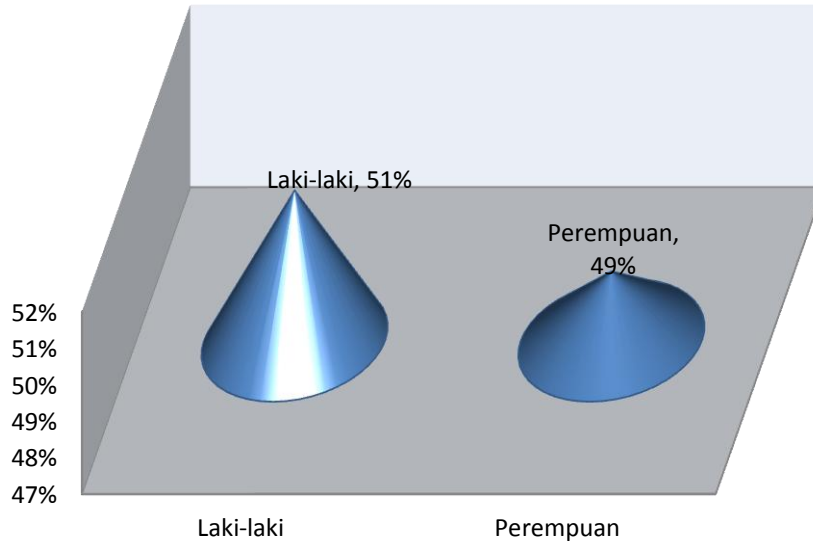 Laki-laki, 51%
Perempuan,
49%
52%
51%
50%
49%
48%
47%
Laki-laki
Perempuan